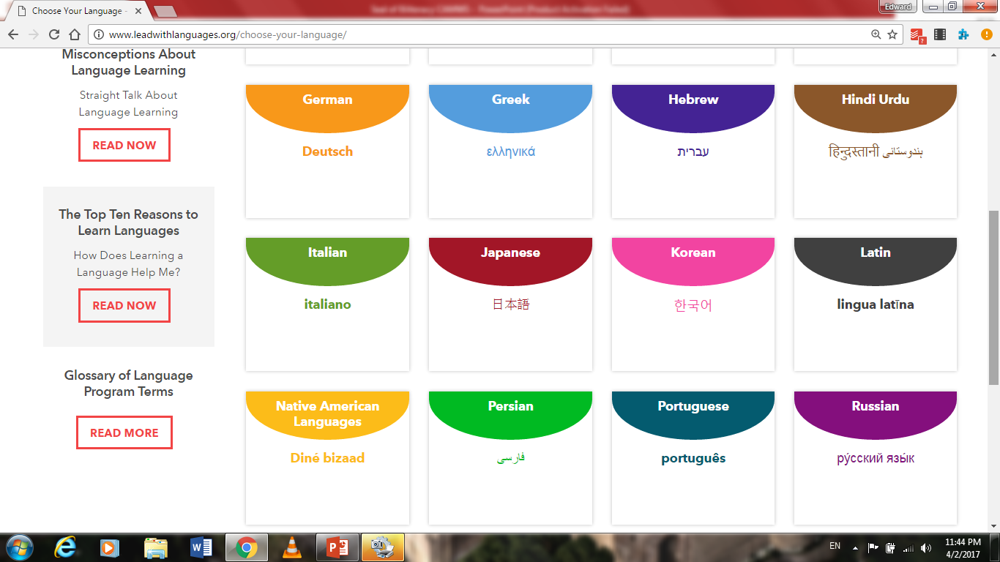 Choose Your Language -
Edward
www.leadwithlanguages.org/choose-your-language/
Misconceptions About
Language Learning
Straight Talk About
Language Learning
READ NOW
The Top Ten Reasons to
Learn Languages
How Does Learning a
Language Help Me?
READ NOW
Glossary of Language
Program Terms
READ MORE
German
Deutsch
Greek
ελληνικά
Hebrew
עברית
Hindi Urdu
हिन्दुस्तानी ہندوستانی
Italian
italiano
Japanese
日本語
Korean
한국어
Latin
lingua latīna
Native American
Languages
Diné bizaad
Persian
فارسی
Portuguese
português
Russian
ру́сский язы́к
EN
11:44 PM
4/2/2017